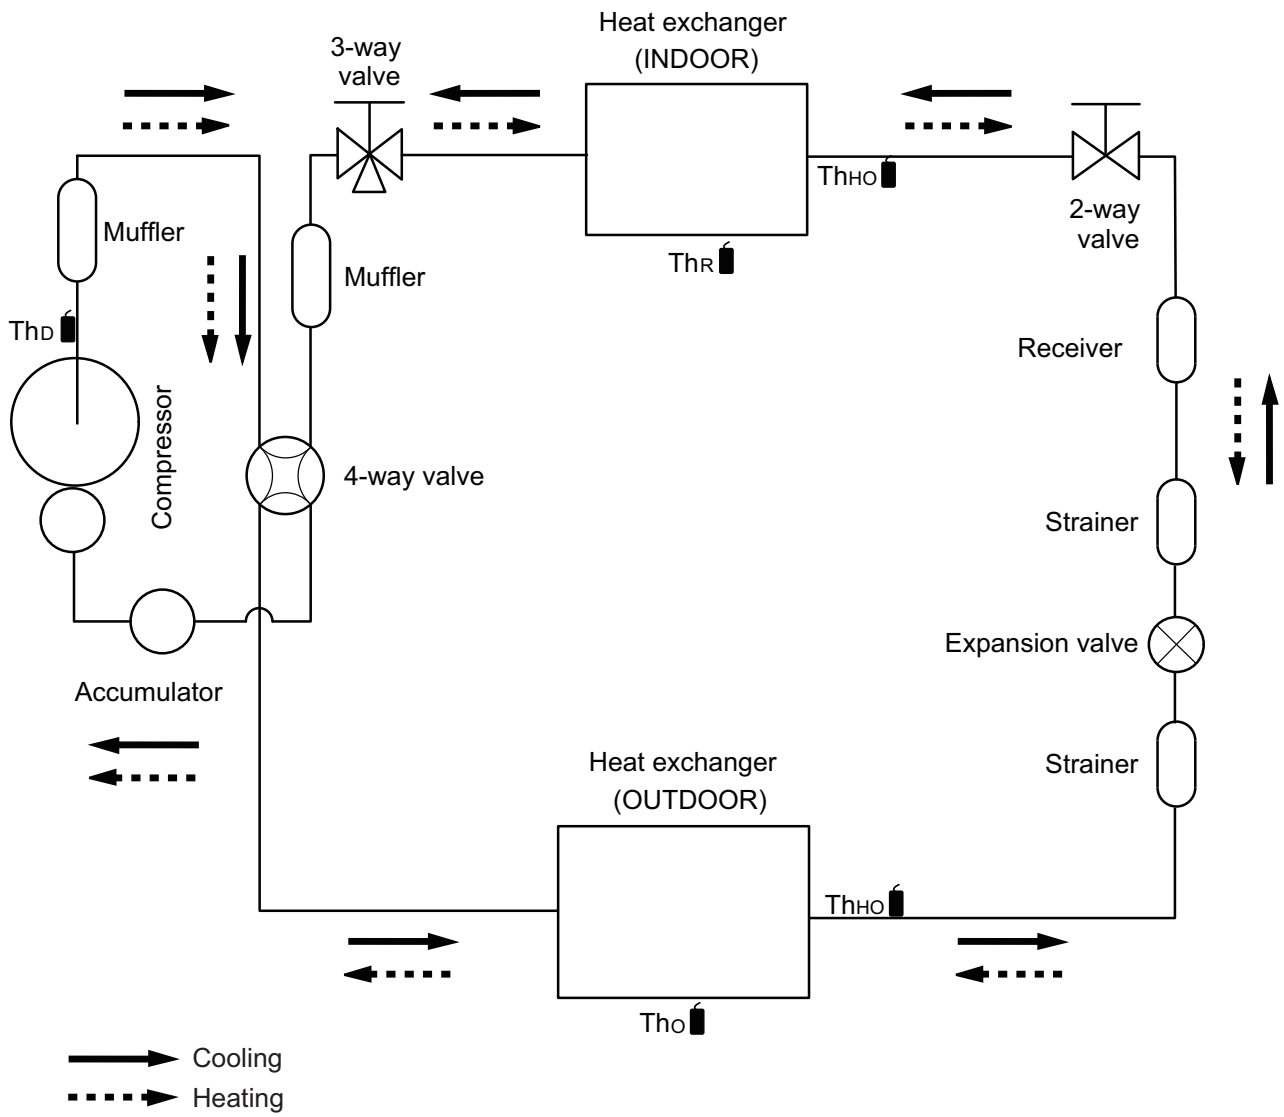 Heat exchanger
(INDOOR)
3-way
valve
ThHO
2-way
valve
Muffler
ThR
Muffler
ThD
Receiver
Compressor
4-way valve
Strainer
Expansion valve
Accumulator
Heat exchanger
(OUTDOOR)
Strainer
ThHO
ThO
Cooling
Heating